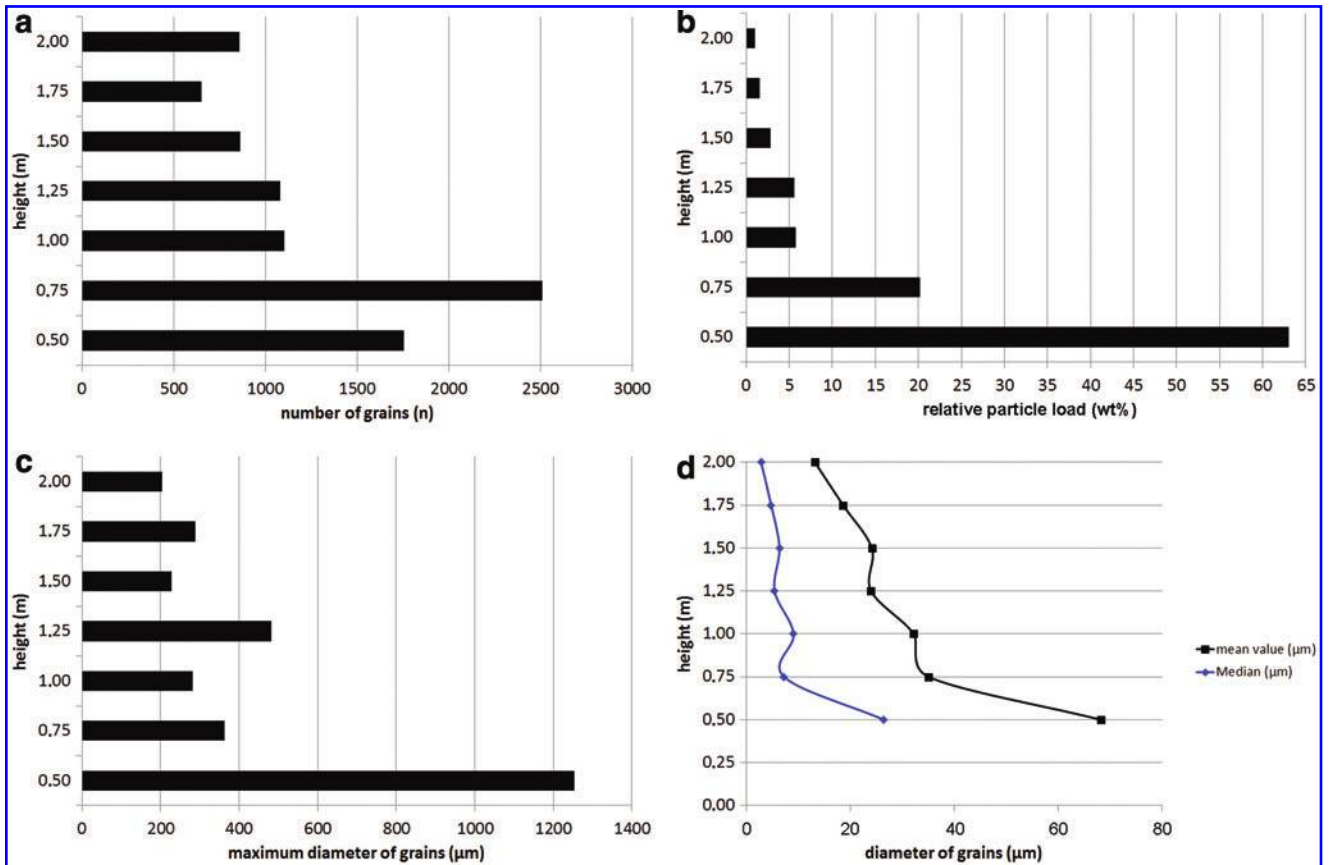 a
2.00
1.75
1.50
1.25
1.00
0.75
0.50
height (m)
0 500 1000 1500 2000 2500 3000
number of grains (n)
b
2.00
1.75
1.50
1.25
1.00
0.75
0.50
height (m)
0 5 10 15 20 25 30 35 40 45 50 55 60 65
relative particle load (wt%)
c
2.00
1.75
1.50
1.25
1.00
0.75
0.50
height (m)
0 200 400 600 800 1000 1200 1400
maximum diameter of grains (µm)
d
2.00
1.75
1.50
1.25
1.00
0.75
0.50
0.25
0.00
height (m)
0 20 40 60 80
diameter of grains (µm)
mean value (µm)
Median (µm)